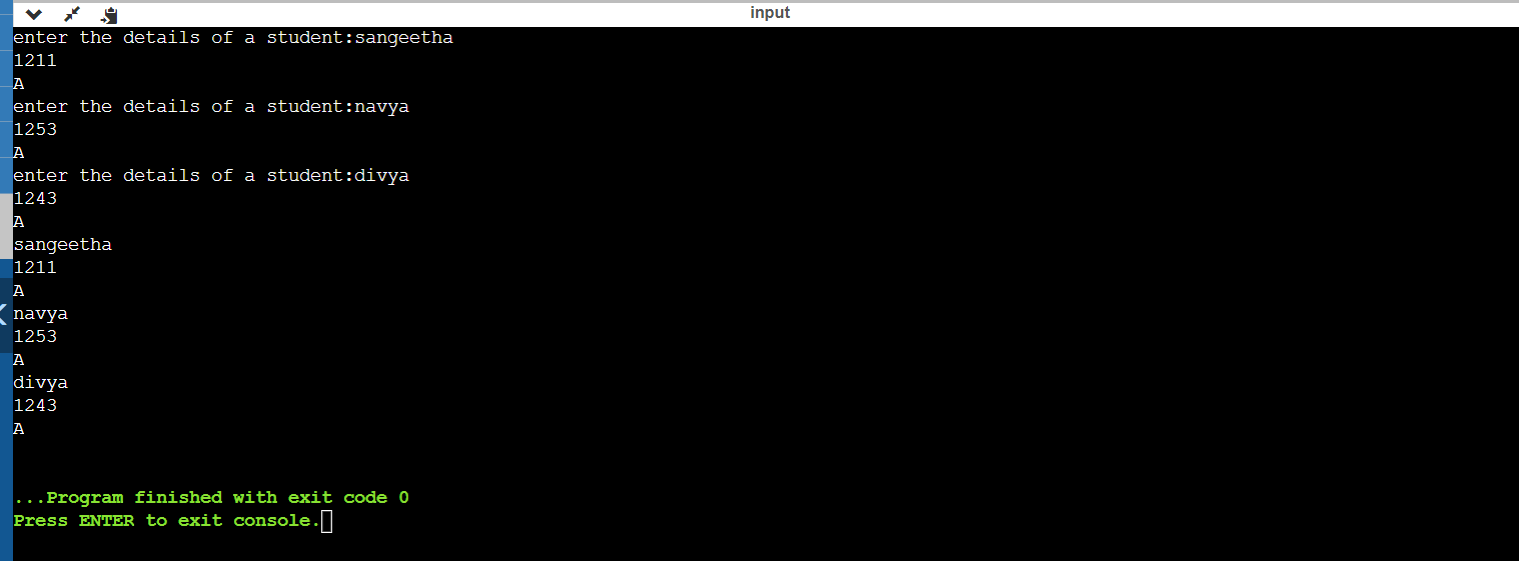 input
enter the details of a student:sangeetha
1211
A
enter the details of a student:navya
1253
A
enter the details of a student:divya
1243
A
sangeetha
1211
A
navya
1253
A
divya
1243
A
...Program finished with exit code 0
Press ENTER to exit console.